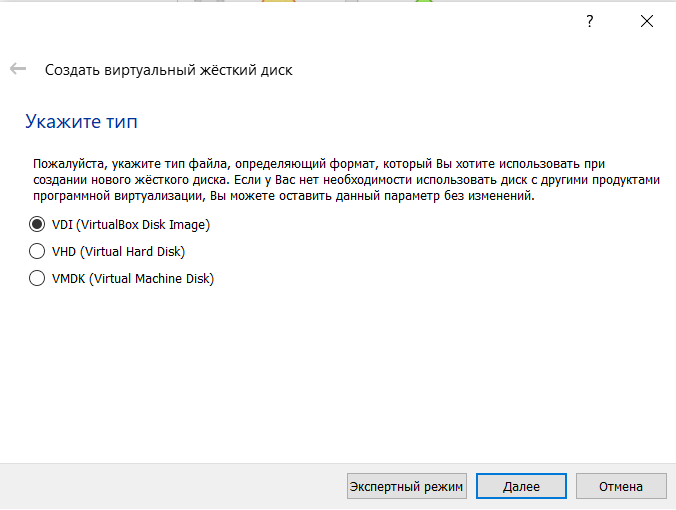 ?
Создать виртуальный жёсткий диск
Укажите тип
Пожалуйста, укажите тип файла, определяющий формат, который Вы хотите использовать при
создании нового жёсткого диска. Если у Вас нет необходимости использовать диск с другими продуктами
программной виртуализации, Вы можете оставить данный параметр без изменений.
VDI (VirtualBox Disk Image)
VHD (Virtual Hard Disk)
VMDK (Virtual Machine Disk)
Экспертный режим Далее Отмена